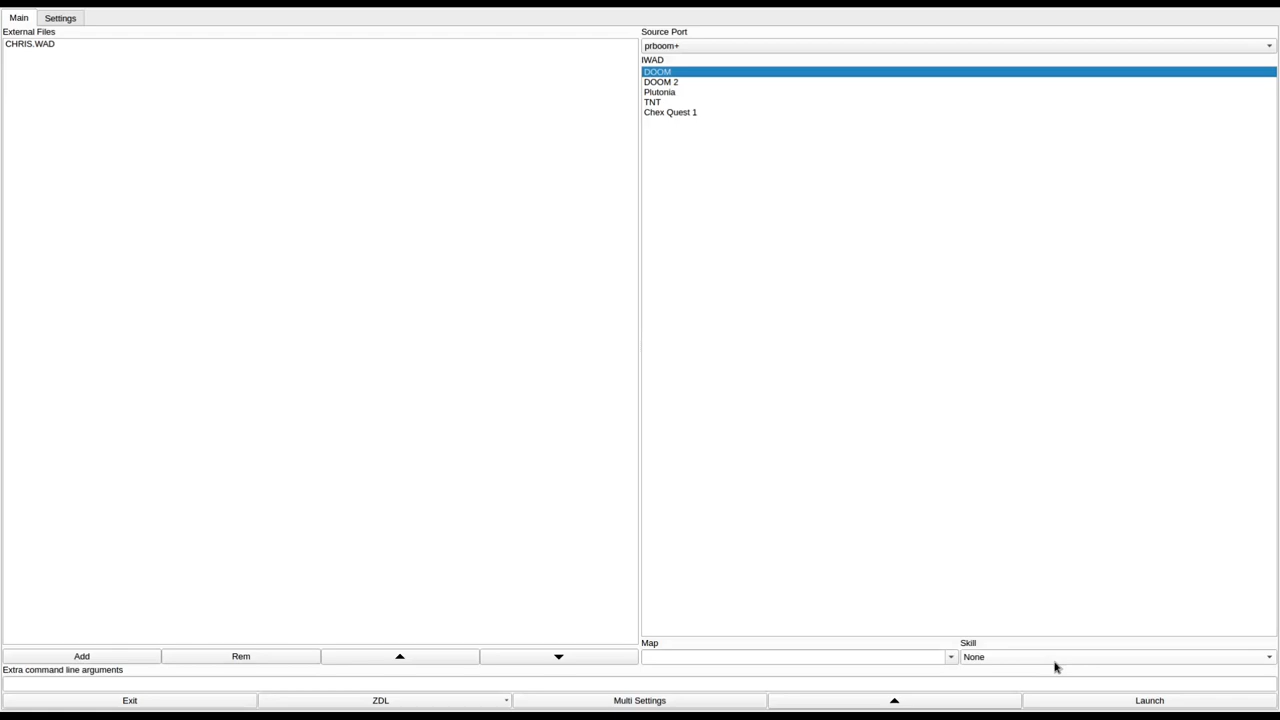 Main Settings
External Files
CHRIS.WAD
Add Rem
Extra command line arguments
Source Port
prboom+
IWAD
DOOM
DOOM 2
Plutonia
TNT
Chex Quest 1
Map Skill
None
Exit ZDL Multi Settings Launch